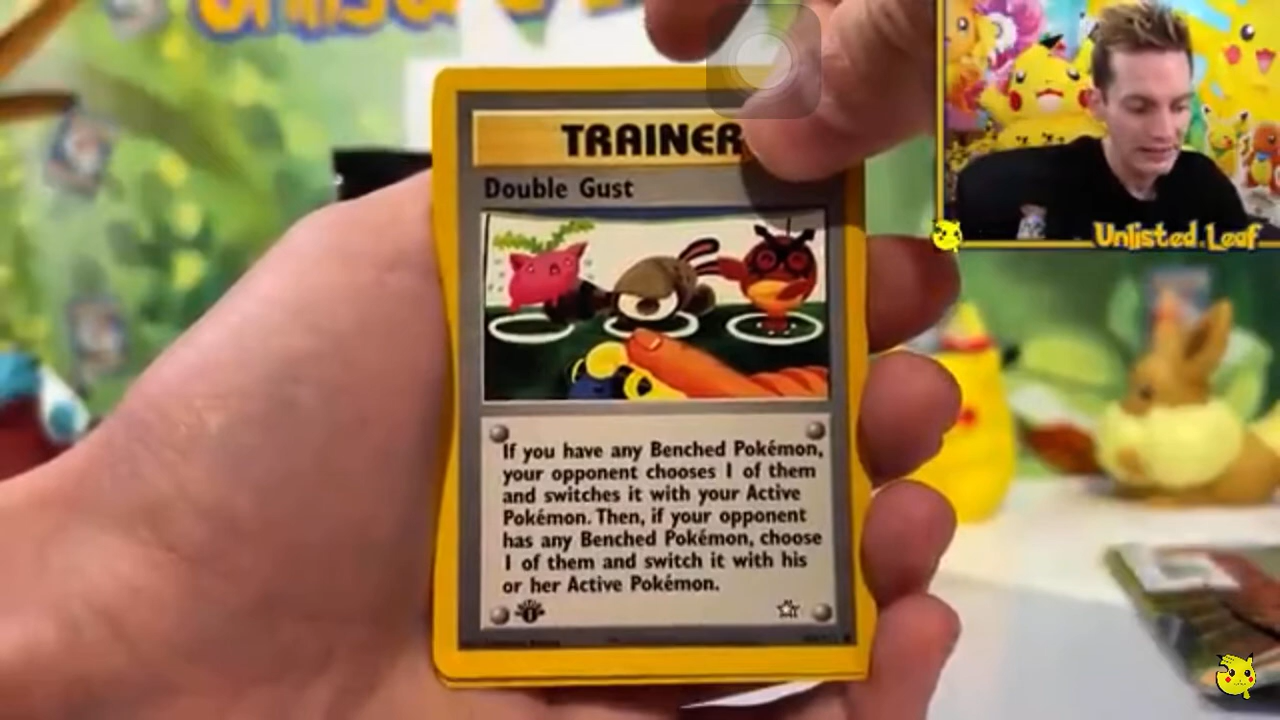 TRAINER
Double Gust
If you have any Benched Pokémon,
your opponent chooses 1 of them
and switches it with your Active
Pokémon. Then, if your opponent
has any Benched Pokémon, choose
1 of them and switch it with his
or her Active Pokémon.
1
Unlisted Leaf